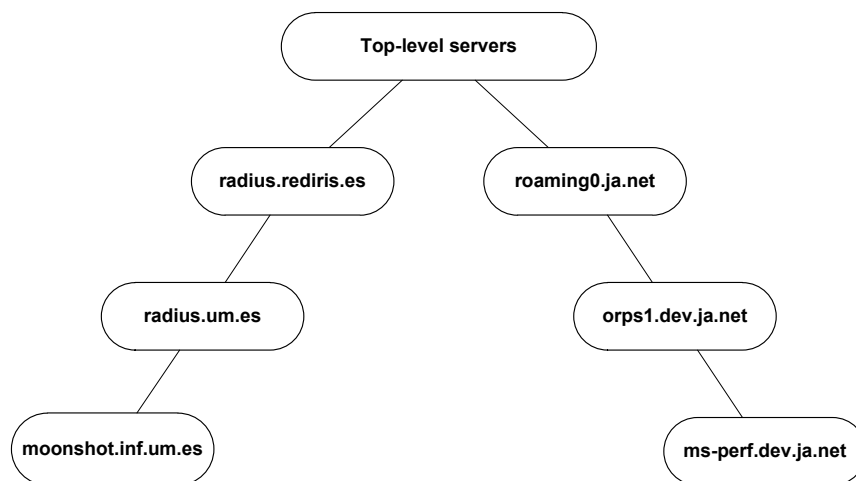 Top-level servers
radius.rediris.es
roaming0.ja.net
radius.um.es
orps1.dev.ja.net
moonshot.inf.um.es
ms-perf.dev.ja.net